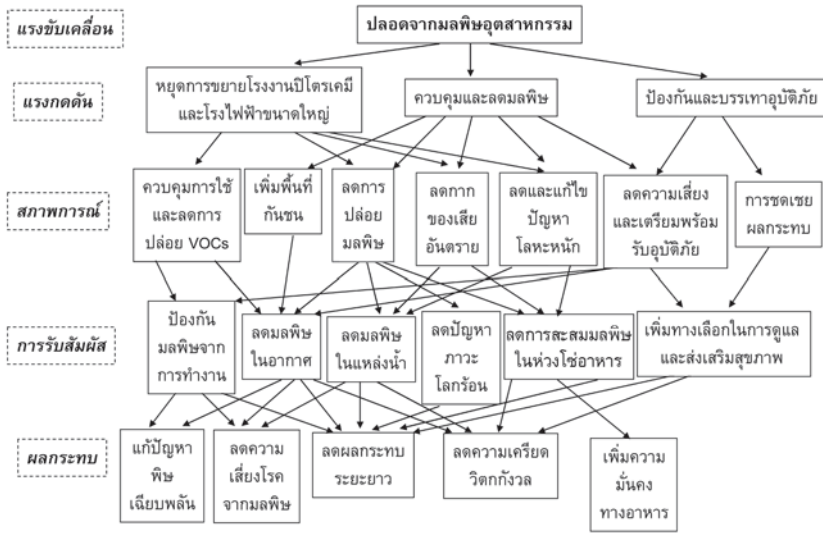 แรงขับเคลื่อน
ปลอดจากมลพิษอุตสาหกรรม
แรงกดดัน
หยุดการขยายโรงงานปิโตรเคมี
และโรงไฟฟ้าขนาดใหญ่
ควบคุมและลดมลพิษ
ป้องกันและบรรเทาอุบัติภัย
สภาพการณ์
ควบคุมการใช้
และลดการ
ปล่อย VOCs
เพิ่มพื้นที่
กันชน
ลดการ
ปล่อย
มลพิษ
ลดกาก
ของเสีย
อันตราย
ลดและแก้ไข
ปัญหา
โลหะหนัก
ลดความเสี่ยง
และเตรียมพร้อม
รับอุบัติภัย
การชดเชย
ผลกระทบ
การรับสัมผัส
ป้องกัน
มลพิษจาก
การทำงาน
ลดมลพิษ
ในอากาศ
ลดมลพิษ
ในแหล่งน้ำ
ลดปัญหา
ภาวะ
โลกร้อน
ลดการสะสมมลพิษ
ในห่วงโซ่อาหาร
เพิ่มทางเลือกในการดูแล
และส่งเสริมสุขภาพ
ผลกระทบ
แก้ปัญหา
พิษ
เฉียบพลัน
ลดความ
เสี่ยงโรค
จากมลพิษ
ลดผลกระทบ
ระยะยาว
ลดความเครียด
วิตกกังวล
เพิ่มความ
มั่นคง
ทางอาหาร